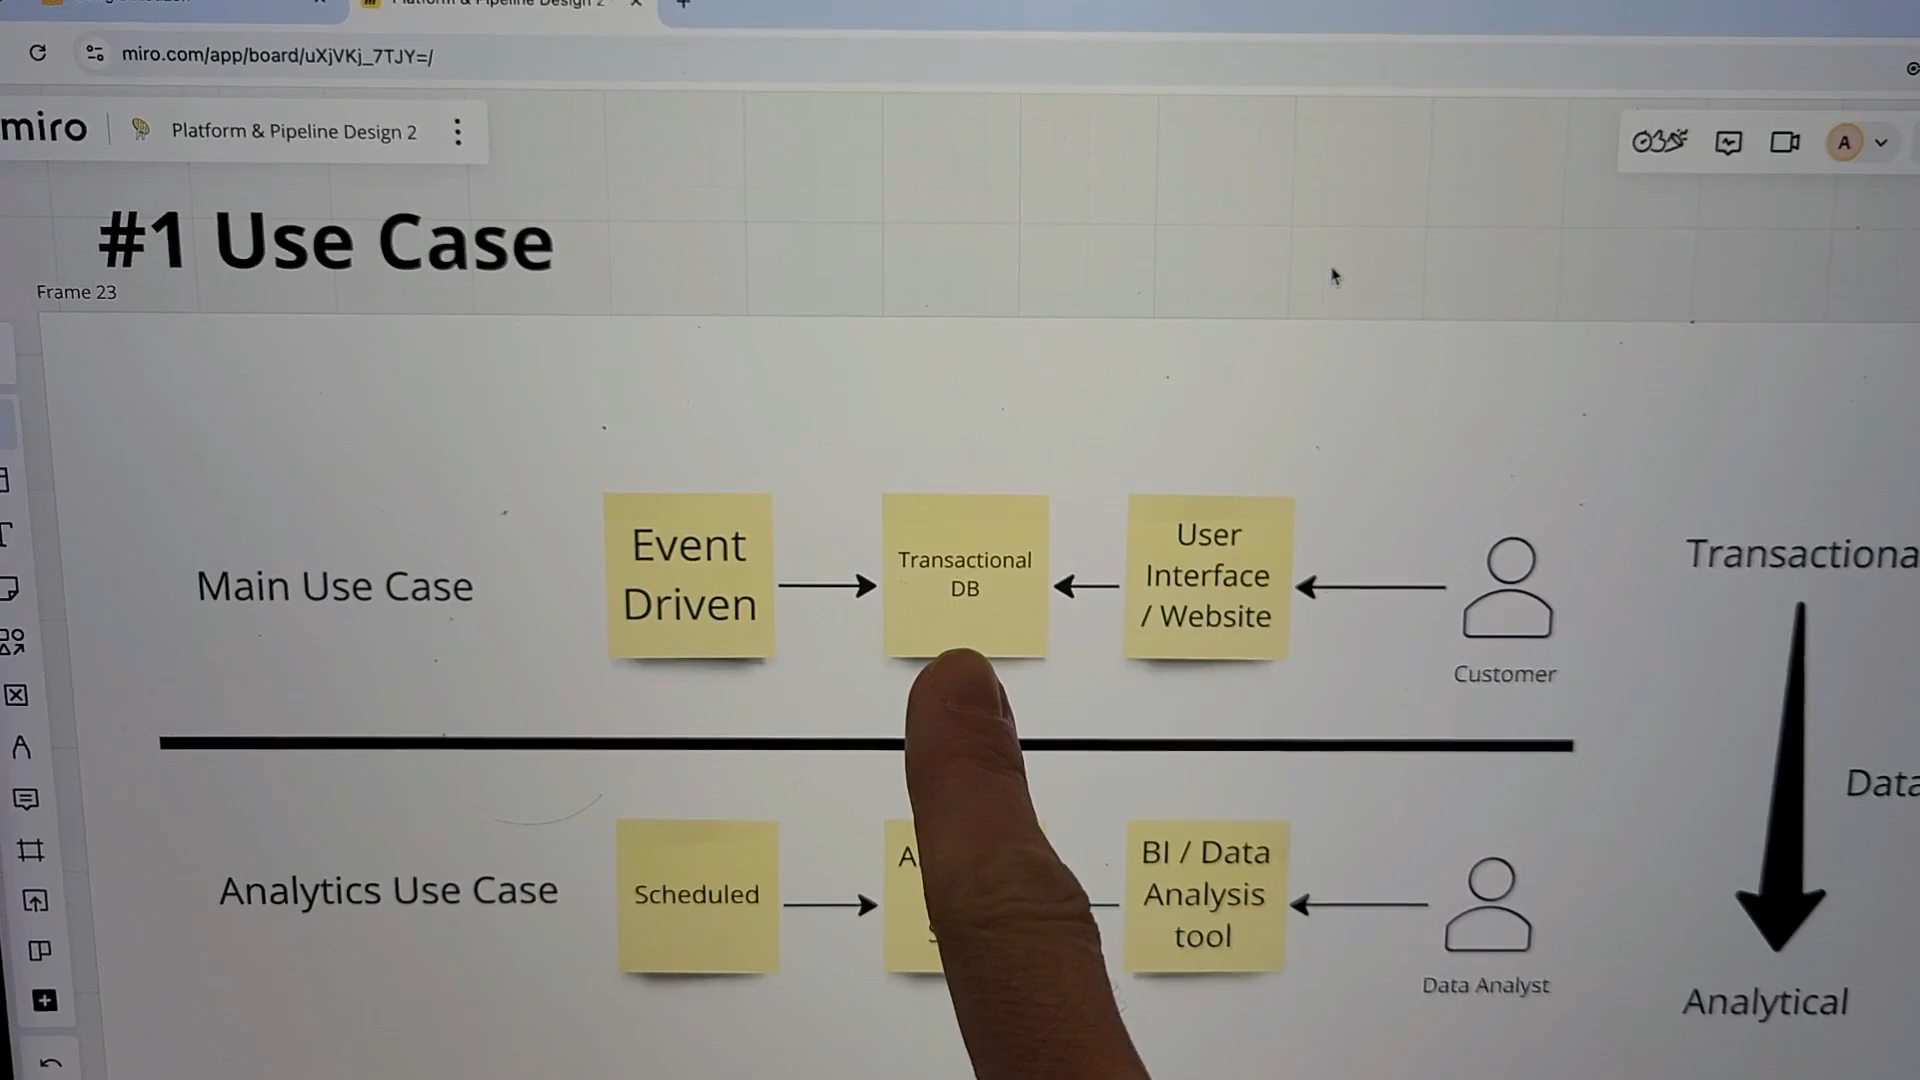 miro.com/app/board/uXjVKj_7TJY=/
miro
Platform & Pipeline Design 2
A
#1 Use Case
Frame 23
Main Use Case
Event
Driven
Transactional
DB
User
Interface
/ Website
Customer
Transactiona
Data
Analytics Use Case
Scheduled
A
BI / Data
Analysis
tool
Data Analyst
Analytical